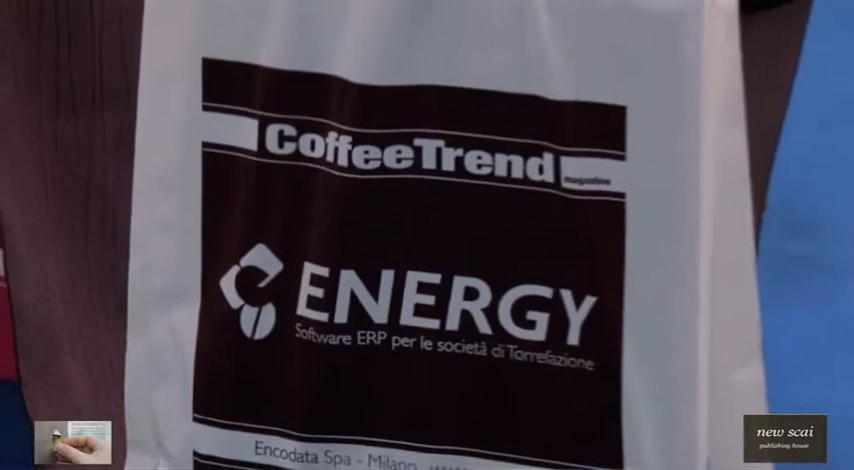 CoffeeTrend
magazine
ENERGY
Software ERP per le società di Torrefazione
Encodata Spa - Milano
new scai
publishing house